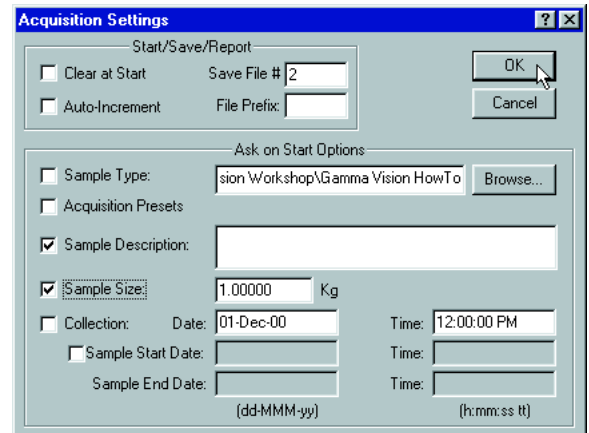 Acquisition Settings
Start/Save/Report
Clear at Start Save File # 2
Auto-Increment File Prefix:
OK
Cancel
Ask on Start Options
Sample Type: sion Workshop\Gamma Vision HowTo Browse...
Acquisition Presets
Sample Description:
Sample Size: 1.00000 Kg
Collection: Date: 01-Dec-00 Time: 12:00:00 PM
Sample Start Date: Time:
Sample End Date: Time:
(dd-MMM-yy) (h:mm:ss tt)